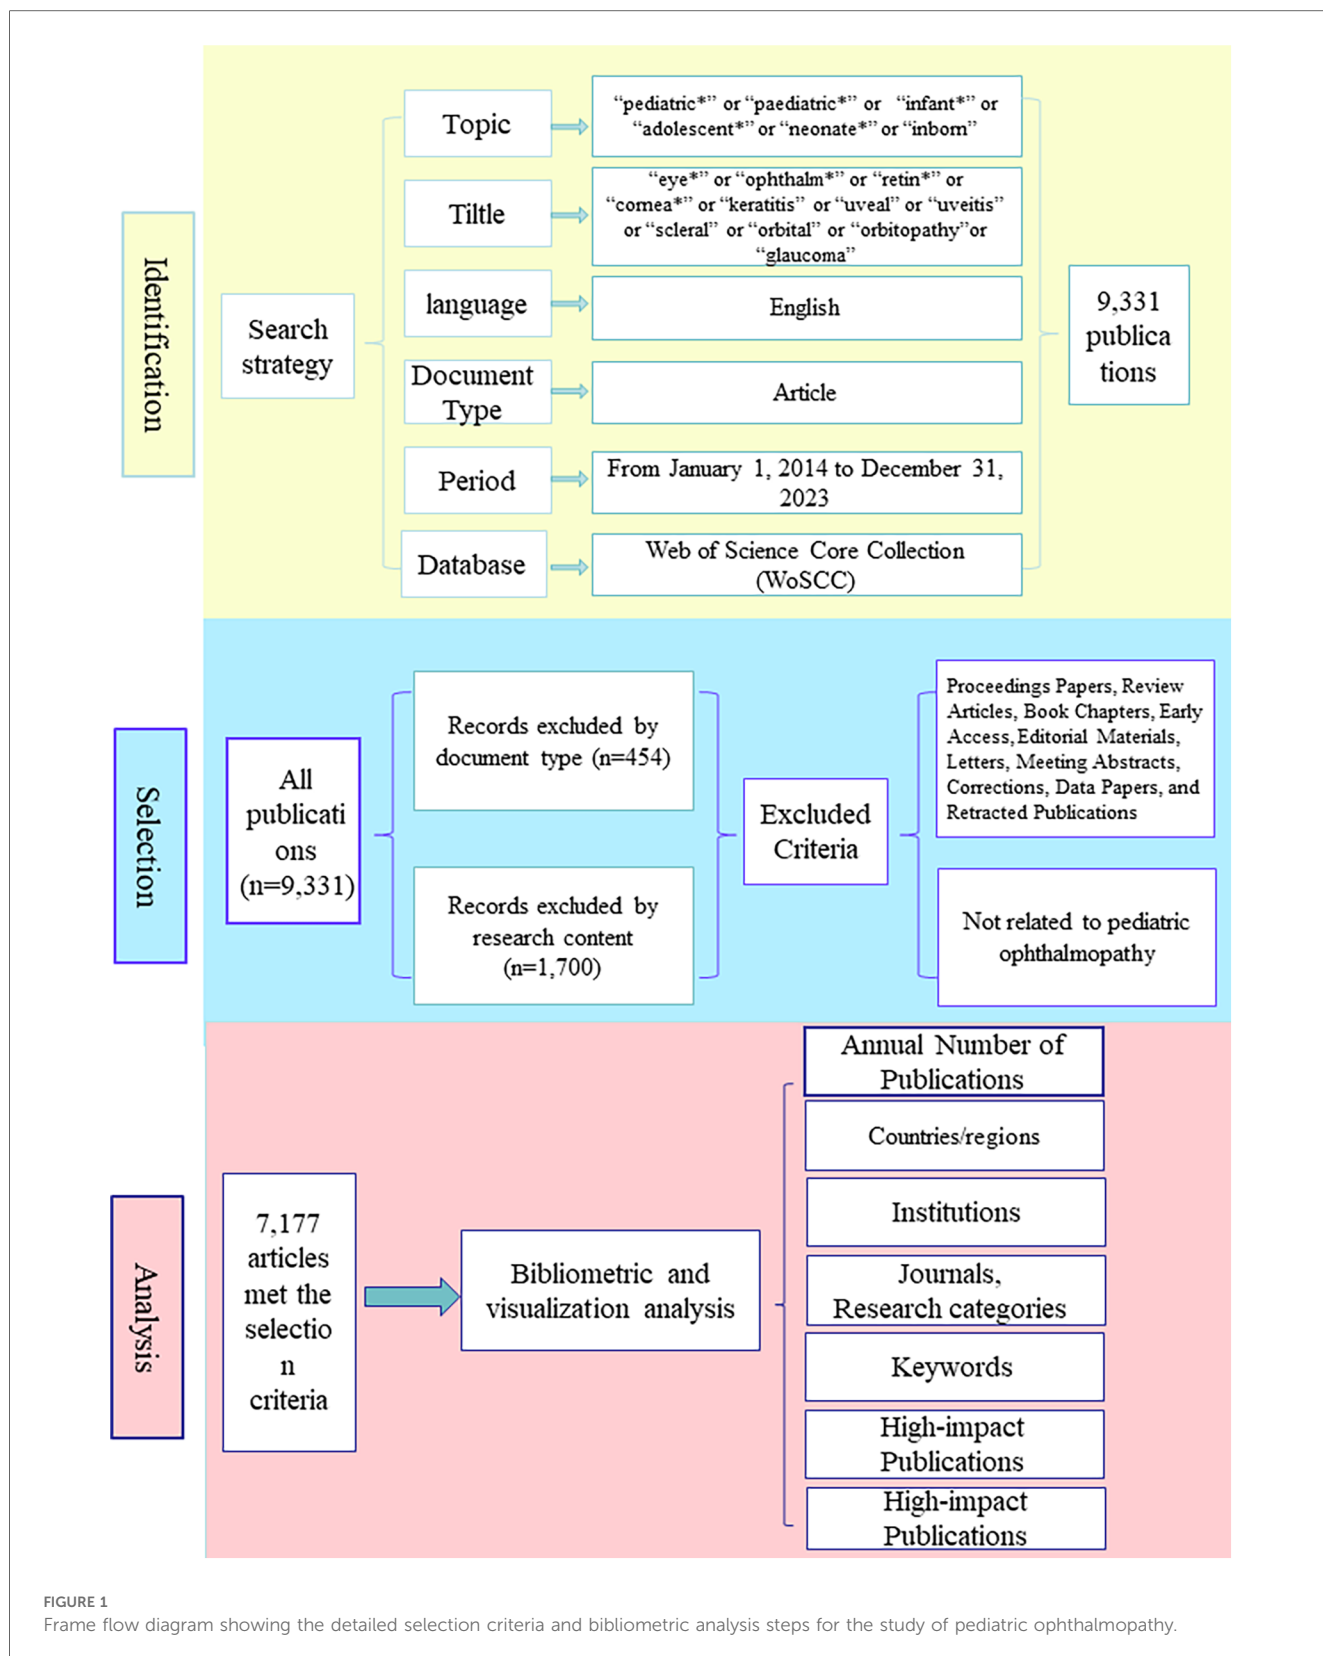 Identification
Search
strategy
Topic
“pediatric*” or “paediatric*” or “infant*” or
“adolescent*” or “neonate*” or “inborn”
Tiltle
“eye*” or “ophthalm*” or “retin*” or
“cornea*” or “keratitis” or “uveal” or “uveitis”
or “scleral” or “orbital” or “orbitopathy”or
“glaucoma”
language
English
Document
Type
Article
Period
From January 1, 2014 to December 31,
2023
Database
Web of Science Core Collection
(WoSCC)
9,331
publica
tions
Selection
All
publicati
ons
(n=9,331)
Records excluded by
document type (n=454)
Records excluded by
research content
(n=1,700)
Excluded
Criteria
Proceedings Papers, Review
Articles, Book Chapters, Early
Access, Editorial Materials,
Letters, Meeting Abstracts,
Corrections, Data Papers, and
Retracted Publications
Not related to pediatric
ophthalmopathy
Analysis
7,177
articles
met the
selectio
n
criteria
Bibliometric and
visualization analysis
Annual Number of
Publications
Countries/regions
Institutions
Journals,
Research categories
Keywords
High-impact
Publications
High-impact
Publications
FIGURE 1
Frame flow diagram showing the detailed selection criteria and bibliometric analysis steps for the study of pediatric ophthalmopathy.